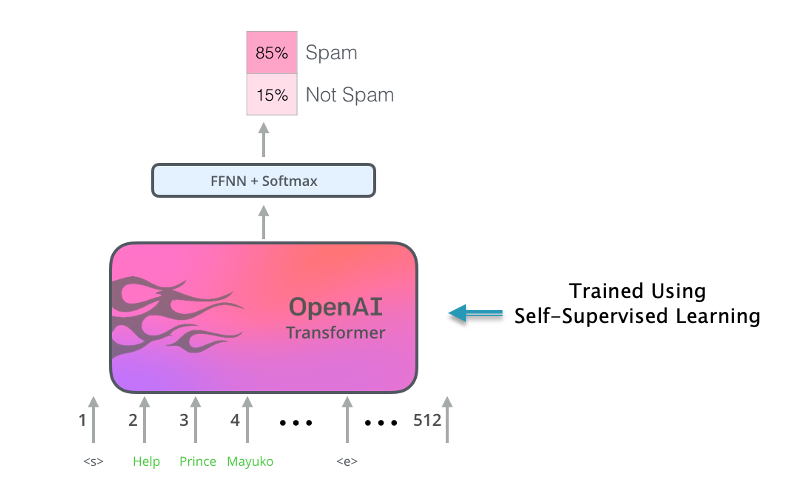 85% Spam
15% Not Spam
FFNN + Softmax
OpenAI
Transformer
Trained Using
Self-Supervised Learning
1 2 3 4 ••• ••• 512
<s> Help Prince Mayuko <e>